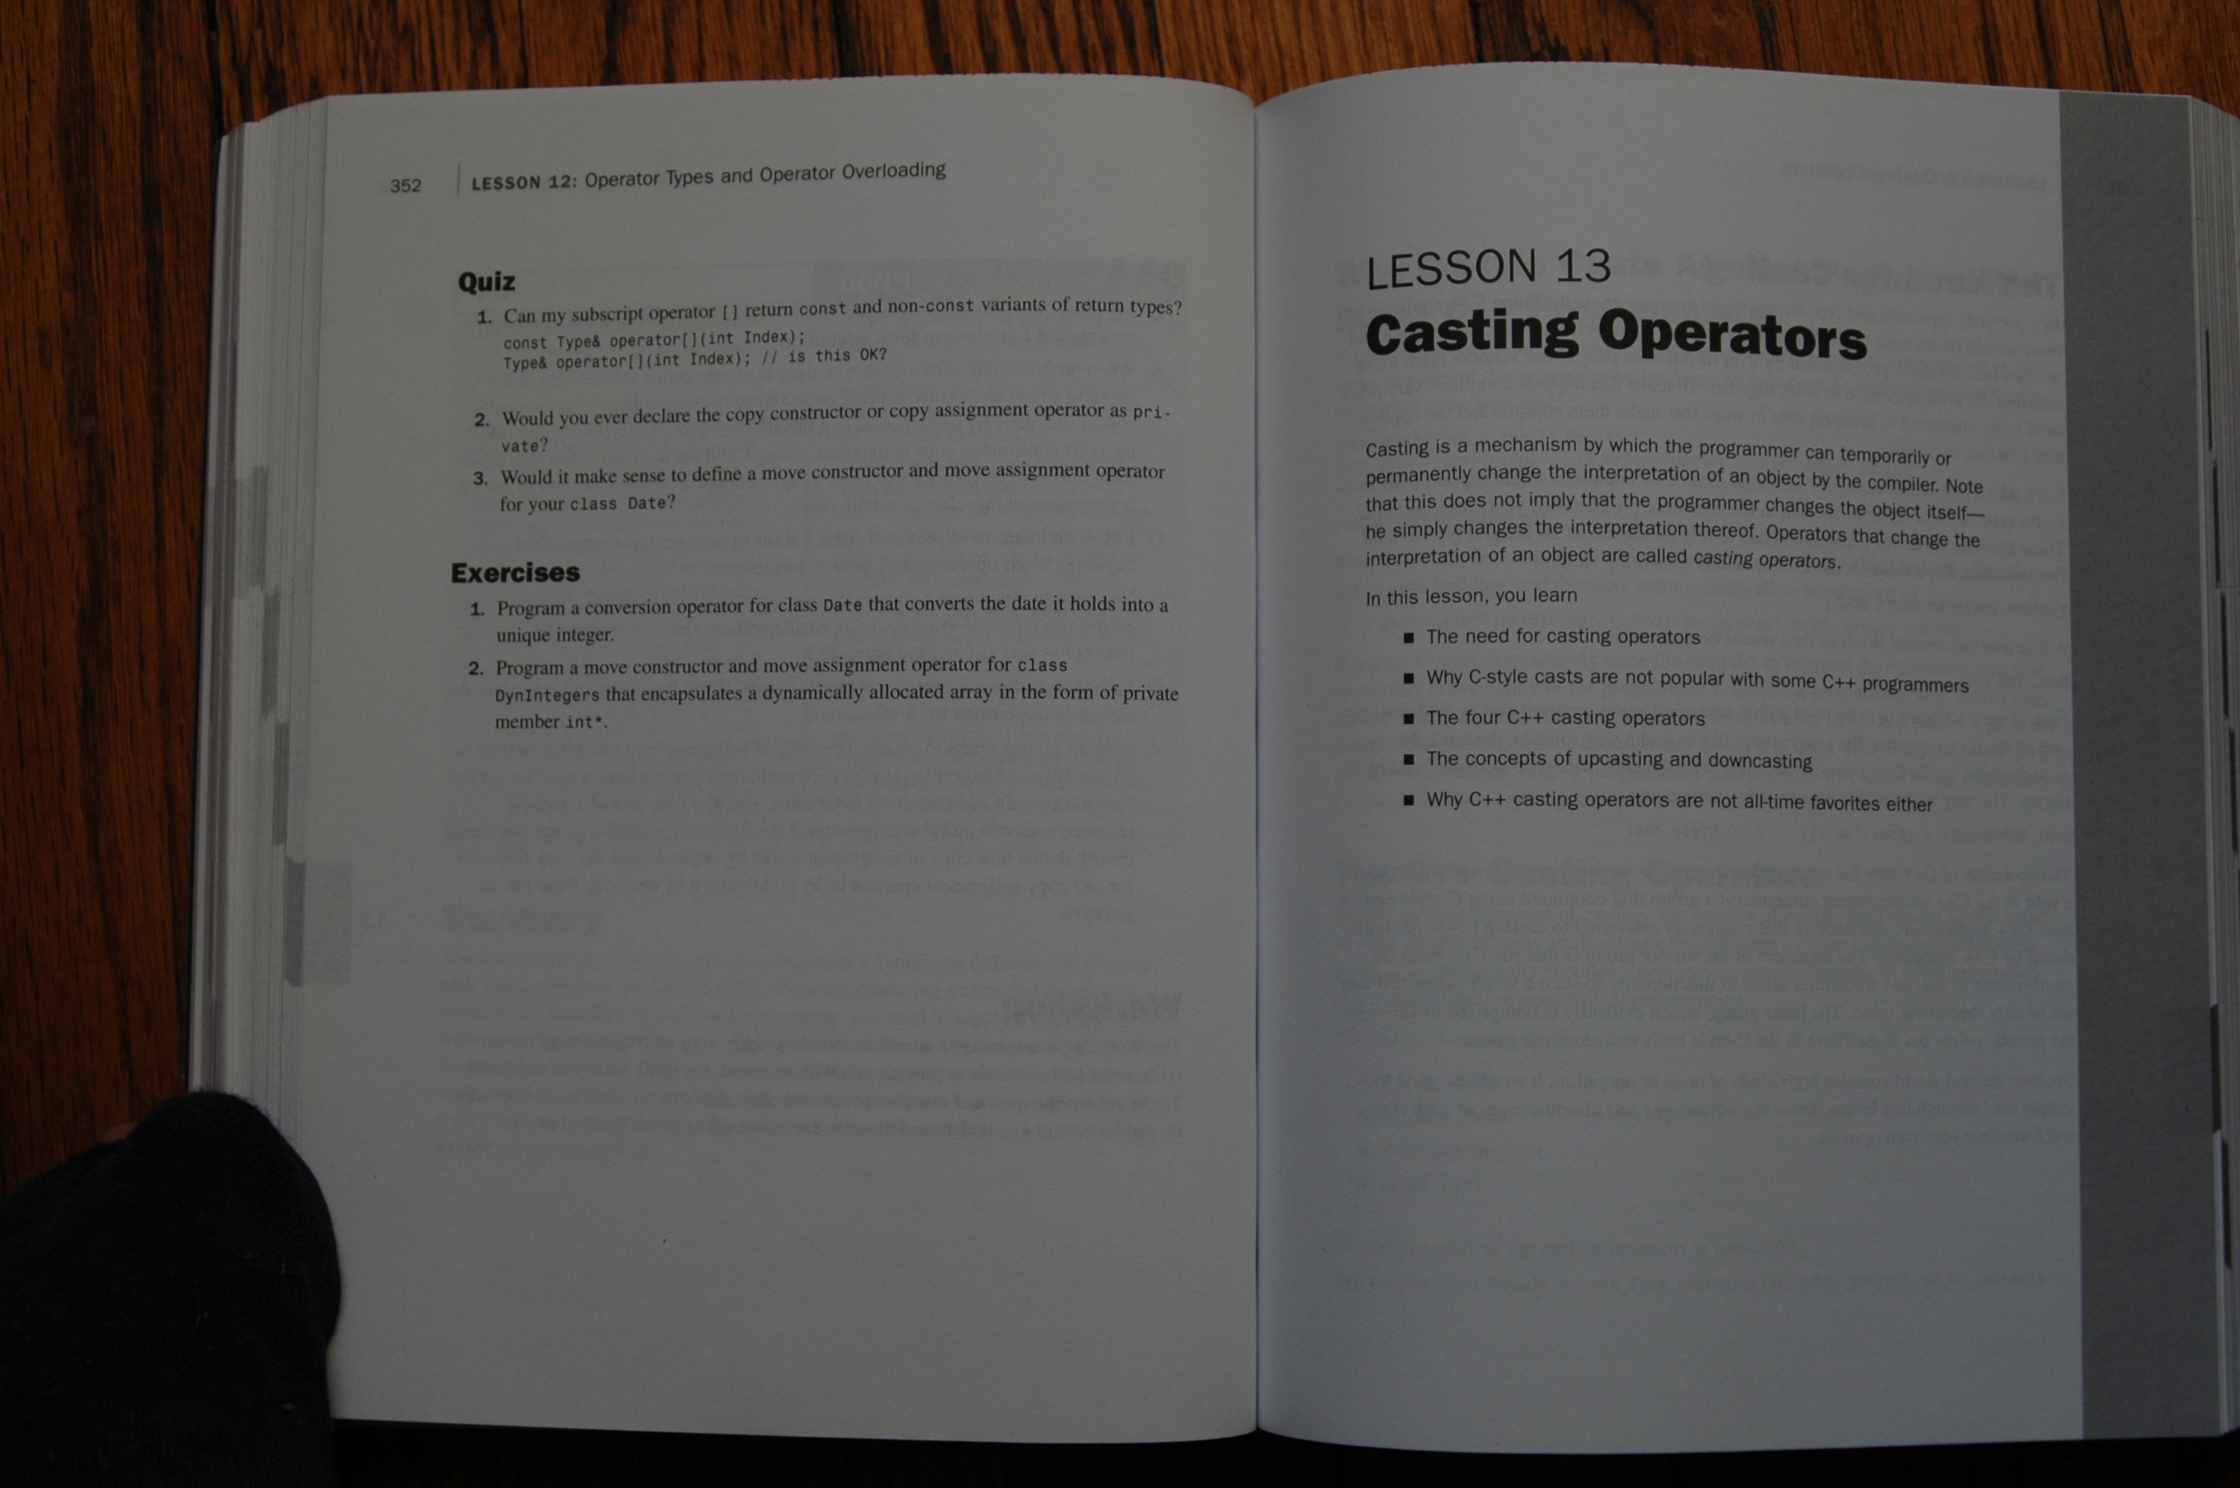 352 LESSON 12: Operator Types and Operator Overloading
Quiz
1. Can my subscript operator [] return const and non-const variants of return types?
const Type& operator[](int Index);
Type& operator[](int Index); // is this OK?
2. Would you ever declare the copy constructor or copy assignment operator as pri-
vate?
3. Would it make sense to define a move constructor and move assignment operator
for your class Date?
Exercises
1. Program a conversion operator for class Date that converts the date it holds into a
unique integer.
2. Program a move constructor and move assignment operator for class
DynIntegers that encapsulates a dynamically allocated array in the form of private
member int*.
LESSON 13
Casting Operators
Casting is a mechanism by which the programmer can temporarily or
permanently change the interpretation of an object by the compiler. Note
that this does not imply that the programmer changes the object itself—
he simply changes the interpretation thereof. Operators that change the
interpretation of an object are called casting operators.
In this lesson, you learn
■ The need for casting operators
■ Why C-style casts are not popular with some C++ programmers
■ The four C++ casting operators
■ The concepts of upcasting and downcasting
■ Why C++ casting operators are not all-time favorites either